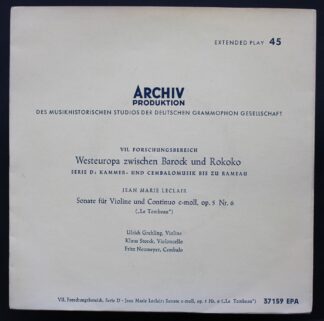 EXTENDED PLAY 45
ARCHIV
PRODUKTION
DES MUSIKHISTORISCHEN STUDIOS DER DEUTSCHEN GRAMMOPHON GESELLSCHAFT
VII. FORSCHUNGSBEREICH
Westeuropa zwischen Barock und Rokoko
SERIE D: KAMMER- UND CEMBALOMUSIK BIS ZU RAMEAU
JEAN MARIE LECLAIR
Sonate für Violine und Continuo c-moll, op. 5 Nr. 6
(„Le Tombeau")
Ulrich Grehling, Violine
Klaus Storck, Violoncello
Fritz Neumeyer, Cembalo
VII. Forschungsbereich, Serie D - Jean Marie Leclair: Sonate c-moll, op. 5 Nr. 6 („Le Tombeau") 37159 EPA